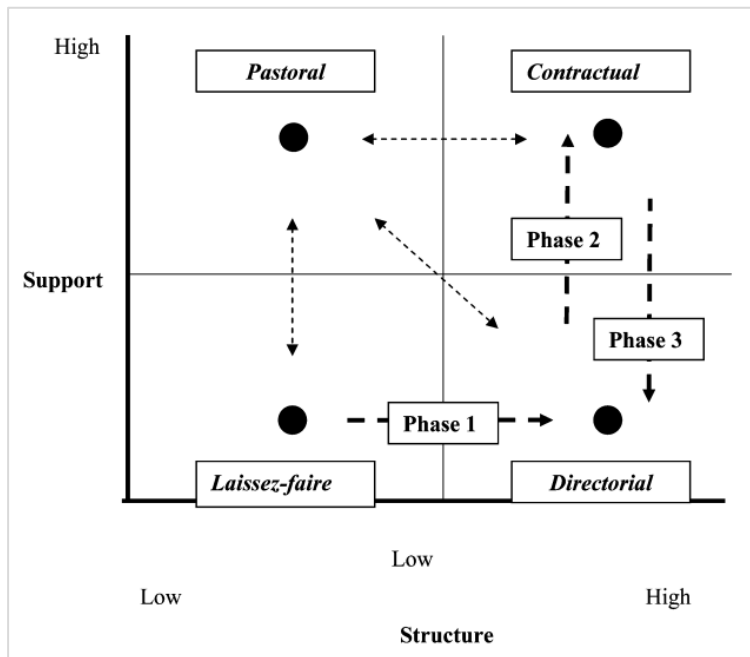 High
Pastoral
Contractual
Phase 2
Support
Phase 3
Phase 1
Laissez-faire
Directorial
Low
Low
High
Structure